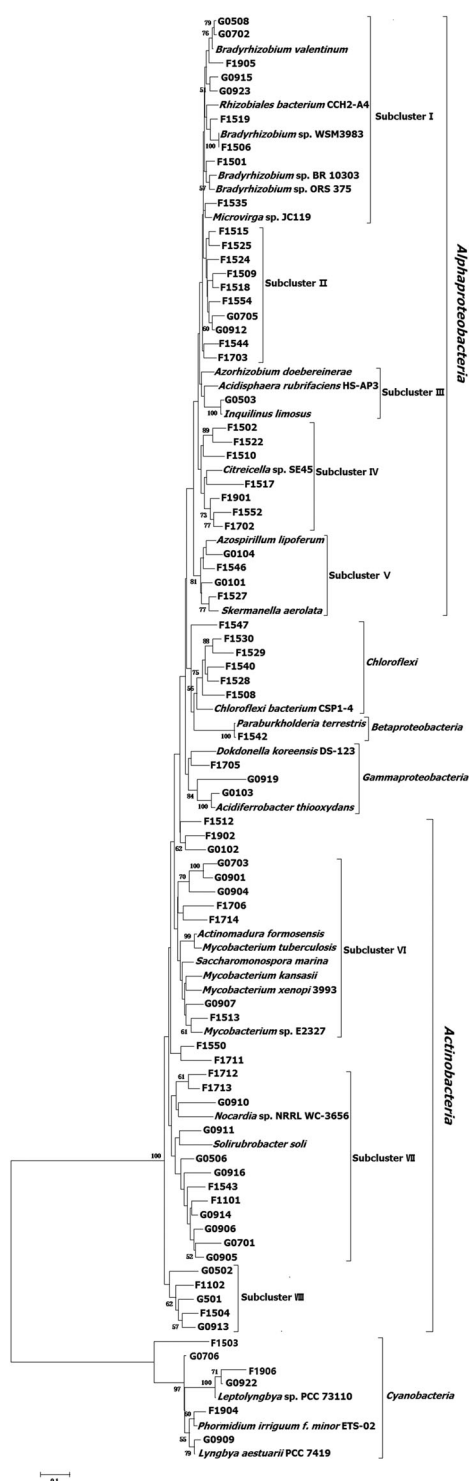 79
G0508
76
G0702
Bradyrhizobium valentinum
F1905
G0915
51
G0923
Rhizobiales bacterium CCH2-A4
Subcluster I
F1519
Bradyrhizobium sp. WSM3983
100
F1506
F1501
Bradyrhizobium sp. BR 10303
57
Bradyrhizobium sp. ORS 375
F1535
Microvirga sp. JC119
F1515
F1525
F1524
F1509
Subcluster II
F1518
F1554
G0705
60
G0912
F1544
F1703
Alphaproteobacteria
Azorhizobium doebereinerae
Acidisphaera rubrifaciens HS-AP3
Subcluster III
G0503
100
Inquilinus limosus
89
F1502
F1522
F1510
Citreicella sp. SE45
Subcluster IV
F1517
F1901
73
F1552
77
F1702
Azospirillum lipoferum
G0104
F1546
Subcluster V
81
G0101
F1527
77
Skermanella aerolata
F1547
88
F1530
F1529
75
F1540
Chloroflexi
56
F1528
F1508
Chloroflexi bacterium CSP1-4
Paraburkholderia terrestris
Betaproteobacteria
100
F1542
Dokdonella koreensis DS-123
F1705
G0919
Gammaproteobacteria
84
G0103
100
Acidiferrobacter thiooxydans
F1512
F1902
62
G0102
G0703
100
70
G0901
G0904
F1706
F1714
99
Actinomadura formosensis
Mycobacterium tuberculosis
Subcluster VI
Saccharomonospora marina
Mycobacterium kansasii
Mycobacterium xenopi 3993
G0907
F1513
61
Mycobacterium sp. E2327
Actinobacteria
F1550
F1711
61
F1712
F1713
G0910
Nocardia sp. NRRL WC-3656
G0911
Solirubrobacter soli
Subcluster VII
100
G0506
G0916
F1543
F1101
G0914
G0906
G0701
52
G0905
G0502
F1102
62
G501
Subcluster VIII
F1504
57
G0913
F1503
G0706
71
F1906
100
G0922
97
Leptolyngbya sp. PCC 73110
Cyanobacteria
F1904
Phormidium irriguum f. minor ETS-02
55
G0909
79
Lyngbya aestuarii PCC 7419
0.1